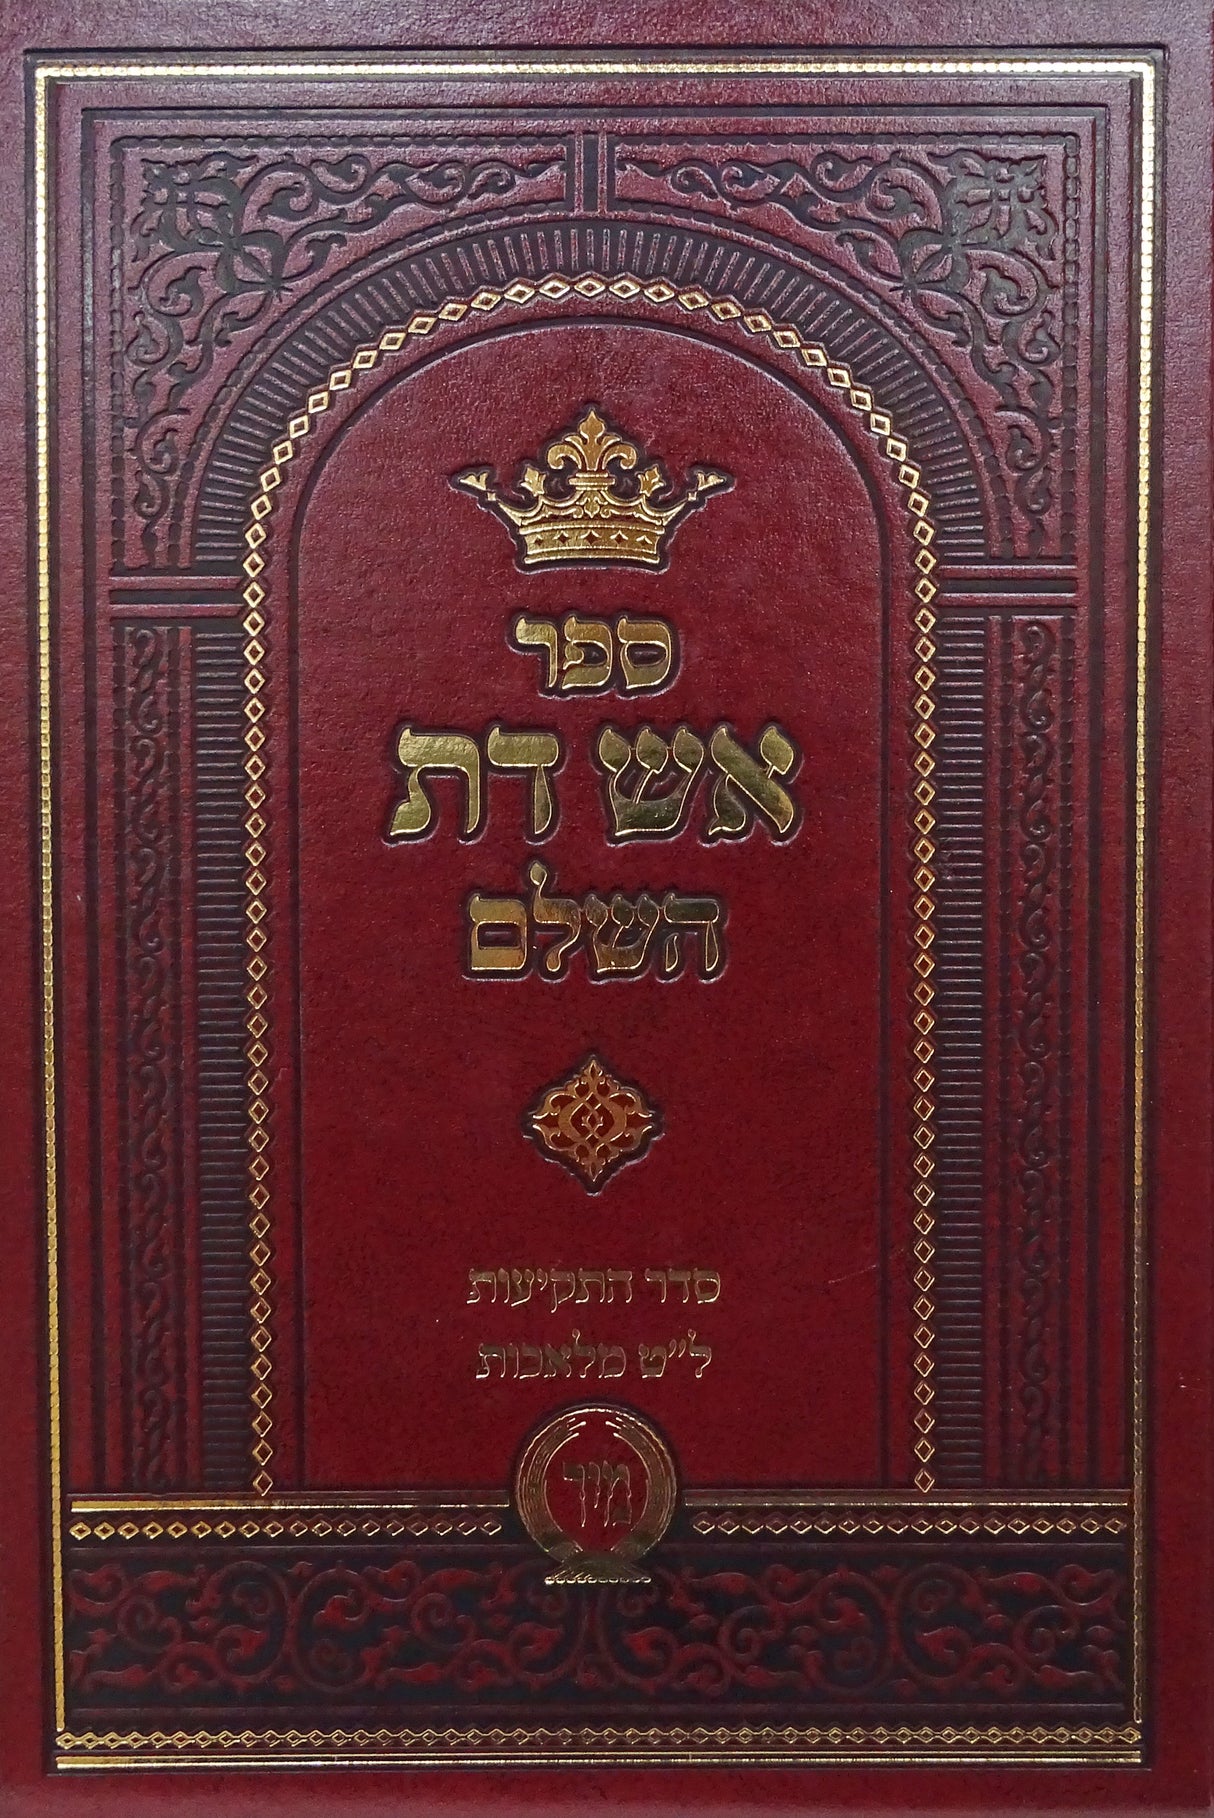 ספר
אש דת
השלם
סדר התקיעות
ל״ט מלאכות
מיר